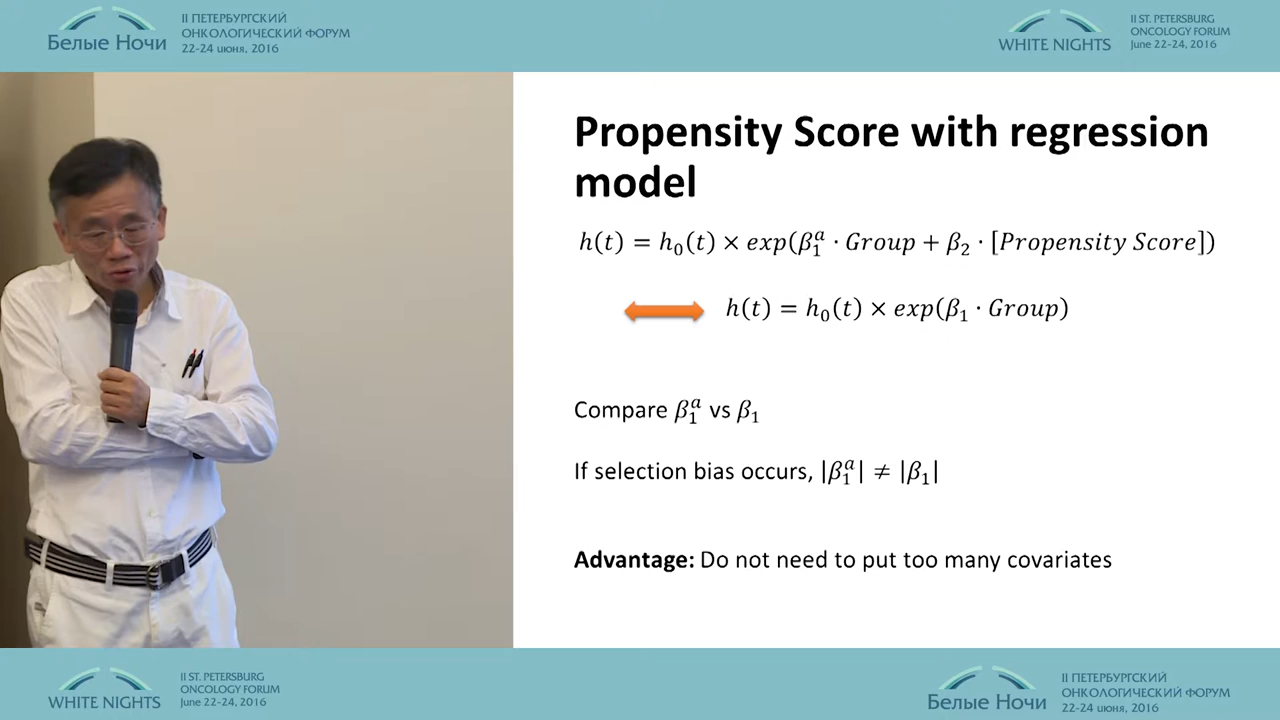 Белые Ночи
II ПЕТЕРБУРГСКИЙ
ОНКОЛОГИЧЕСКИЙ ФОРУМ
22-24 июня, 2016
WHITE NIGHTS
II ST. PETERSBURG
ONCOLOGY FORUM
June 22-24, 2016
Propensity Score with regression
model
h(t) = h₀(t) × exp(β₁ᵃ · Group + β₂ · [Propensity Score])
h(t) = h₀(t) × exp(β₁ · Group)
Compare β₁ᵃ vs β₁
If selection bias occurs, |β₁ᵃ| ≠ |β₁|
Advantage: Do not need to put too many covariates
WHITE NIGHTS
II ST. PETERSBURG
ONCOLOGY FORUM
June 22-24, 2016
Белые Ночи
II ПЕТЕРБУРГСКИЙ
ОНКОЛОГИЧЕСКИЙ ФОРУМ
22-24 июня, 2016